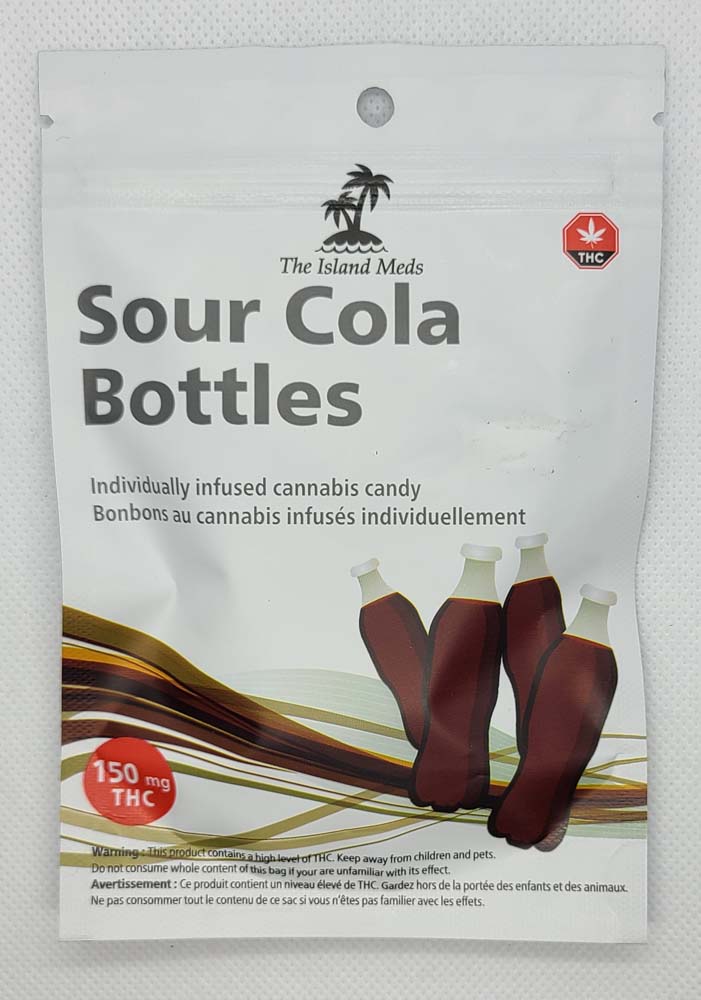 The Island Meds
THC
Sour Cola
Bottles
Individually infused cannabis candy
Bonbons au cannabis infusés individuellement
150 mg
THC
Warning : This product contains a high level of THC. Keep away from children and pets.
Do not consume whole content of this bag if your are unfamiliar with its effect.
Avertissement : Ce produit contient un niveau élevé de THC. Gardez hors de la portée des enfants et des animaux.
Ne pas consommer tout le contenu de ce sac si vous n'êtes pas familier avec les effets.